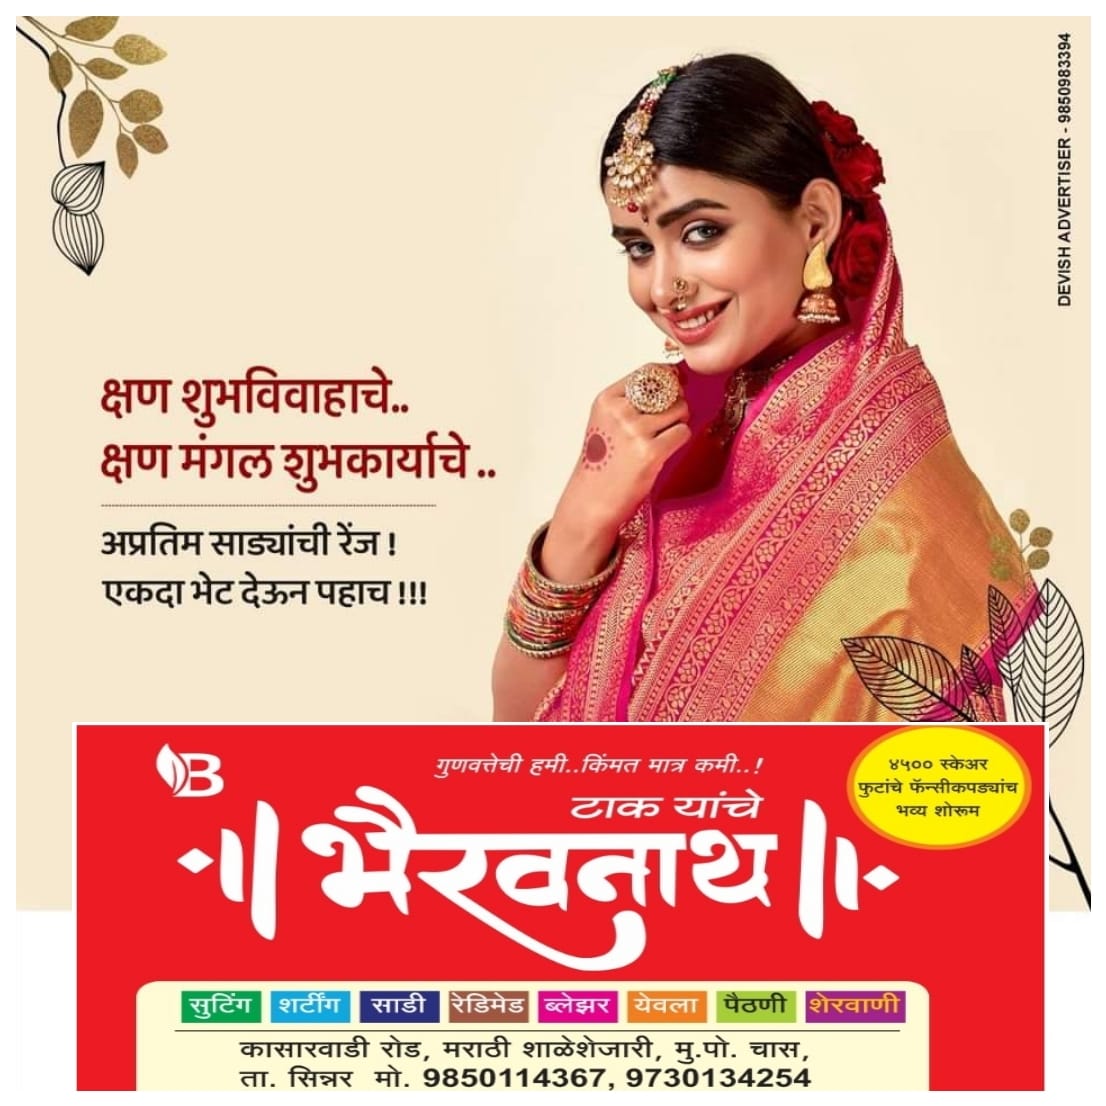 DEVISH ADVERTISER - 9850983394
क्षण शुभविवाहाचे..
क्षण मंगल शुभकार्याचे ..
अप्रतिम साड्यांची रेंज !
एकदा भेट देऊन पहाच !!!
B
गुणवत्तेची हमी..किंमत मात्र कमी..!
४५०० स्केअर
फुटांचे फॅन्सीकपड्यांच
भव्य शोरूम
टाक यांचे
॥ भैरवनाथ ॥
सुटिंग शर्टींग साडी रेडिमेड ब्लेझर येवला पैठणी शेरवाणी
कासारवाडी रोड, मराठी शाळेशेजारी, मु.पो. चास,
ता. सिन्नर मो. 9850114367, 9730134254